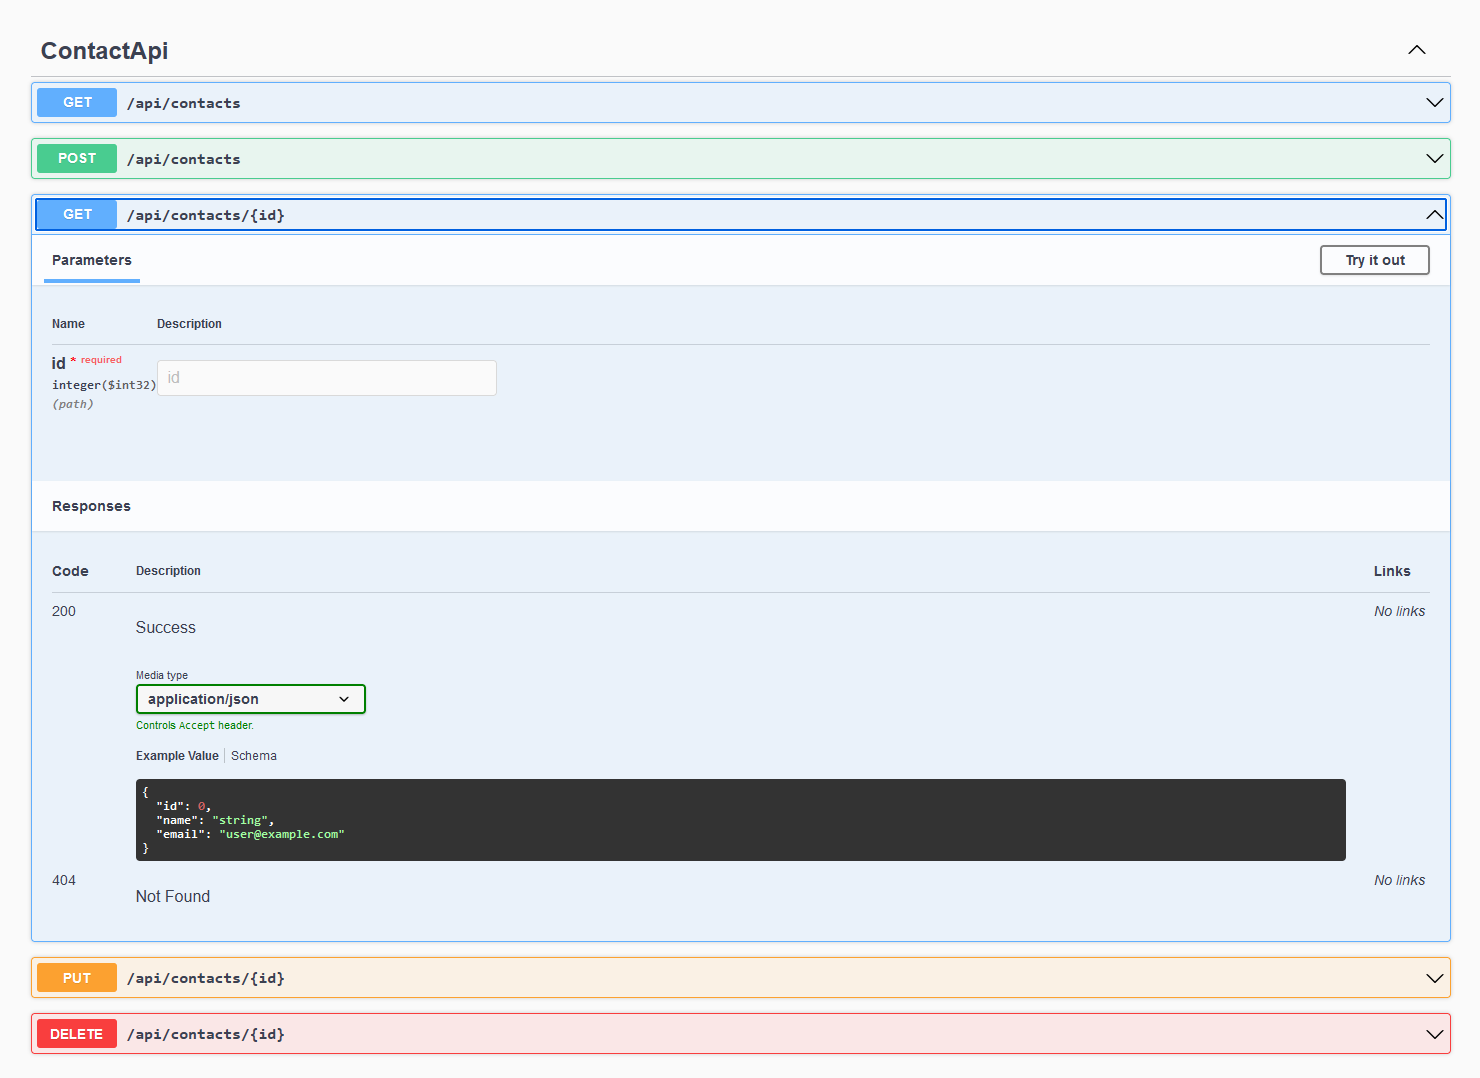 ContactApi
GET /api/contacts
POST /api/contacts
GET /api/contacts/{id}
Parameters Try it out
Name Description
id * required
integer($int32)
(path)
id
Responses
Code Description Links
200 No links
Success
Media type
application/json
Controls Accept header.
Example Value Schema
{
"id": 0,
"name": "string",
"email": "user@example.com"
}
404 No links
Not Found
PUT /api/contacts/{id}
DELETE /api/contacts/{id}